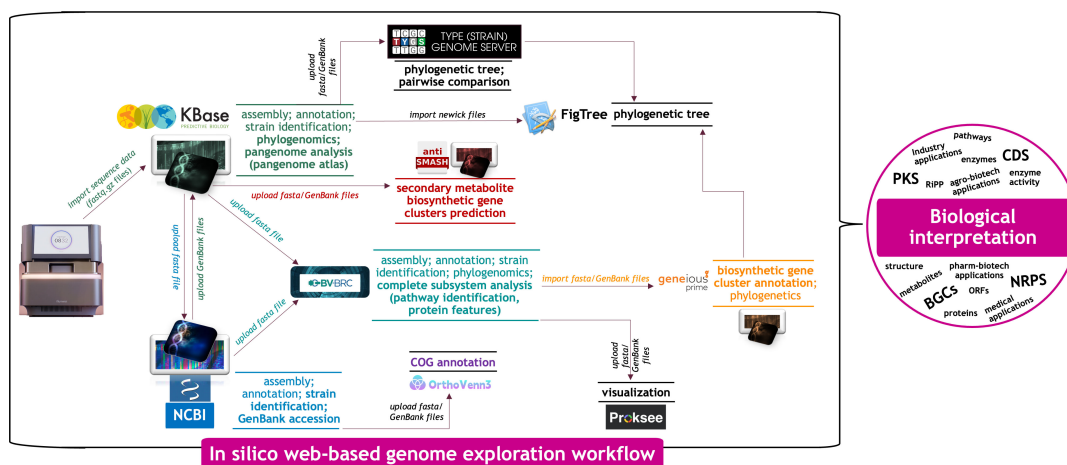 TCGC
TYGS
TTGG
TYPE (STRAIN)
GENOME SERVER
upload
fasta/GenBank
files
phylogenetic tree;
pairwise comparison
KBase
PREDICTIVE BIOLOGY
assembly; annotation;
strain identification;
phylogenomics;
pangenome analysis
(pangenome atlas)
import newick files
FigTree
phylogenetic tree
anti
SMASH
upload fasta/GenBank files
secondary metabolite
biosynthetic gene
clusters prediction
import sequence data
(fastq.gz files)
upload fasta file
upload GenBank files
upload fasta file
upload fasta file
BV-BRC
assembly; annotation; strain
identification; phylogenomics;
complete subsystem analysis
(pathway identification,
protein features)
import fasta/GenBank files
geneious
prime
biosynthetic gene
cluster annotation;
phylogenetics
NCBI
assembly;
annotation; strain
identification;
GenBank accession
COG annotation
OrthoVenn3
upload fasta/
GenBank files
upload
fasta/
GenBank
files
visualization
Proksee
pathways
Industry
applications
enzymes
CDS
PKS
RiPP
agro-biotech
applications
enzyme
activity
Biological
interpretation
structure
metabolites
pharm-biotech
applications
BGCs
ORFs
NRPS
proteins
medical
applications
In silico web-based genome exploration workflow